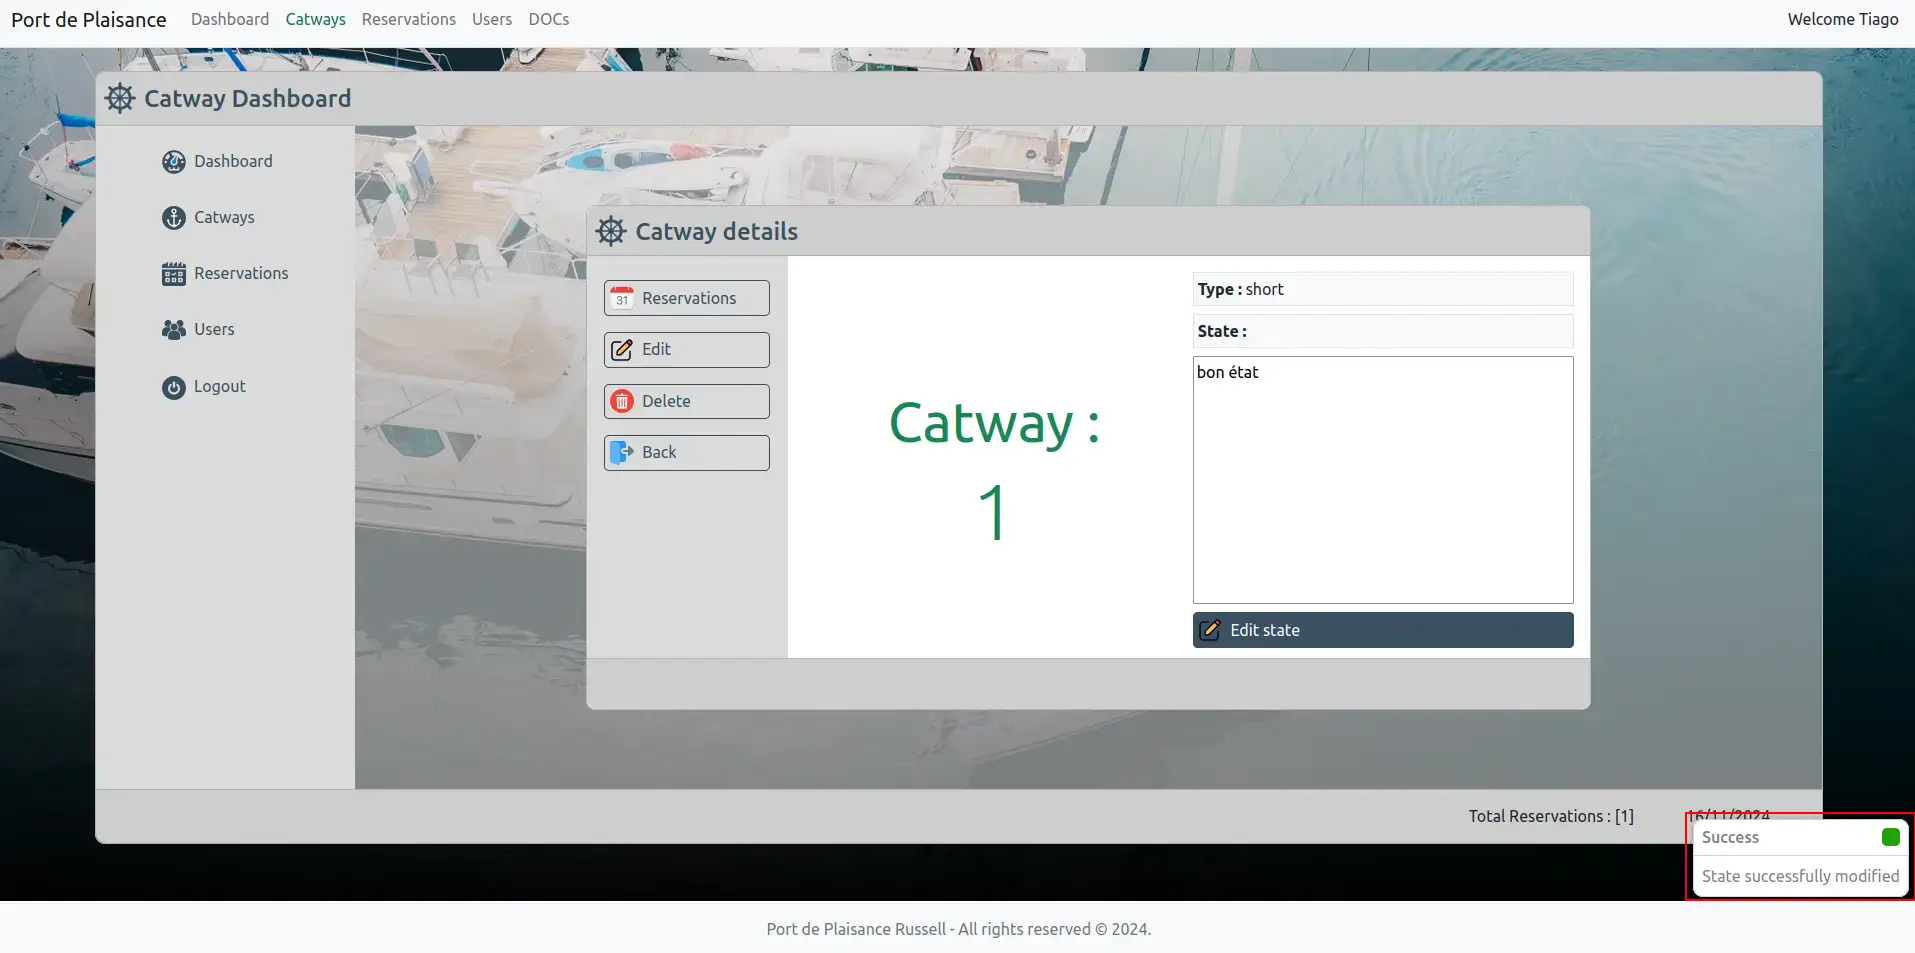 Port de Plaisance Dashboard Catways Reservations Users DOCs Welcome Tiago
Catway Dashboard
Dashboard
Catways
Reservations
Users
Logout
Catway details
31 Reservations
Edit
Delete
Back
Catway :
1
Type : short
State :
bon état
Edit state
Total Reservations : [1] 16/11/2024
Success
State successfully modified
Port de Plaisance Russell - All rights reserved © 2024.